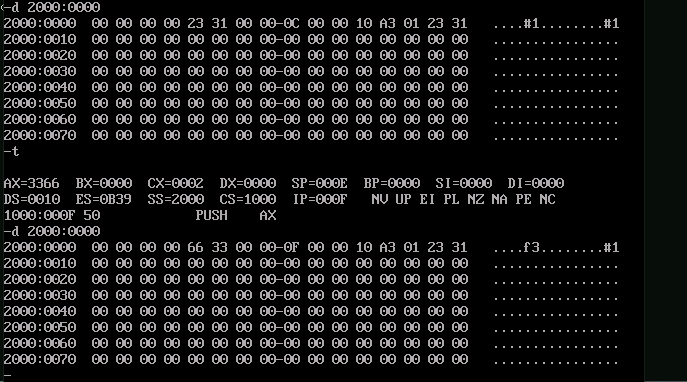 -d 2000:0000
2000:0000  00 00 00 00 23 31 00 00-0C 00 00 10 A3 01 23 31   ....#1........#1
2000:0010  00 00 00 00 00 00 00 00-00 00 00 00 00 00 00 00   ................
2000:0020  00 00 00 00 00 00 00 00-00 00 00 00 00 00 00 00   ................
2000:0030  00 00 00 00 00 00 00 00-00 00 00 00 00 00 00 00   ................
2000:0040  00 00 00 00 00 00 00 00-00 00 00 00 00 00 00 00   ................
2000:0050  00 00 00 00 00 00 00 00-00 00 00 00 00 00 00 00   ................
2000:0060  00 00 00 00 00 00 00 00-00 00 00 00 00 00 00 00   ................
2000:0070  00 00 00 00 00 00 00 00-00 00 00 00 00 00 00 00   ................
-t
AX=3366  BX=0000  CX=0002  DX=0000  SP=000E  BP=0000  SI=0000  DI=0000
DS=0010  ES=0B39  SS=2000  CS=1000  IP=000F   NV UP EI PL NZ NA PE NC
1000:000F 50            PUSH    AX
-d 2000:0000
2000:0000  00 00 00 00 66 33 00 00-0F 00 00 10 A3 01 23 31   ....f3........#1
2000:0010  00 00 00 00 00 00 00 00-00 00 00 00 00 00 00 00   ................
2000:0020  00 00 00 00 00 00 00 00-00 00 00 00 00 00 00 00   ................
2000:0030  00 00 00 00 00 00 00 00-00 00 00 00 00 00 00 00   ................
2000:0040  00 00 00 00 00 00 00 00-00 00 00 00 00 00 00 00   ................
2000:0050  00 00 00 00 00 00 00 00-00 00 00 00 00 00 00 00   ................
2000:0060  00 00 00 00 00 00 00 00-00 00 00 00 00 00 00 00   ................
2000:0070  00 00 00 00 00 00 00 00-00 00 00 00 00 00 00 00   ................
-